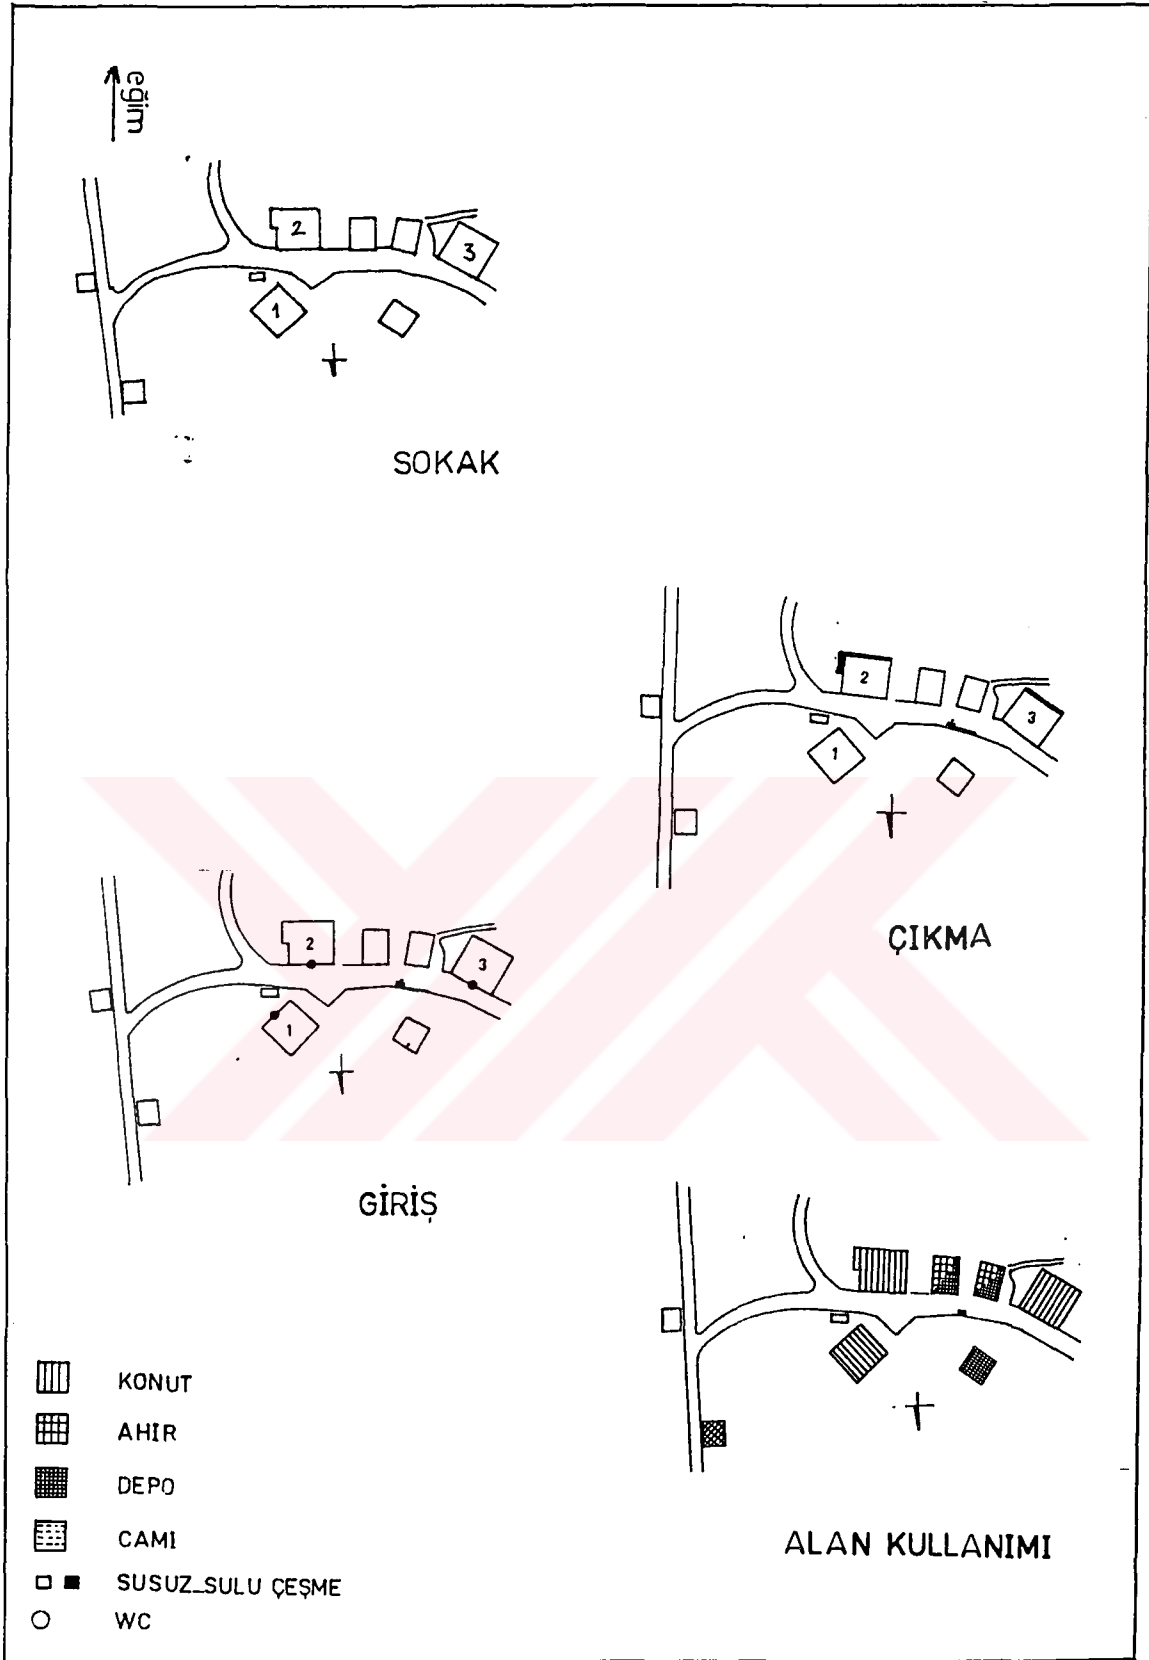 eğim
2
3
1
SOKAK
2
3
1
ÇIKMA
2
3
1
GİRİŞ
KONUT
AHIR
DEPO
CAMI
SUSUZ_SULU ÇEŞME
WC
ALAN KULLANIMI